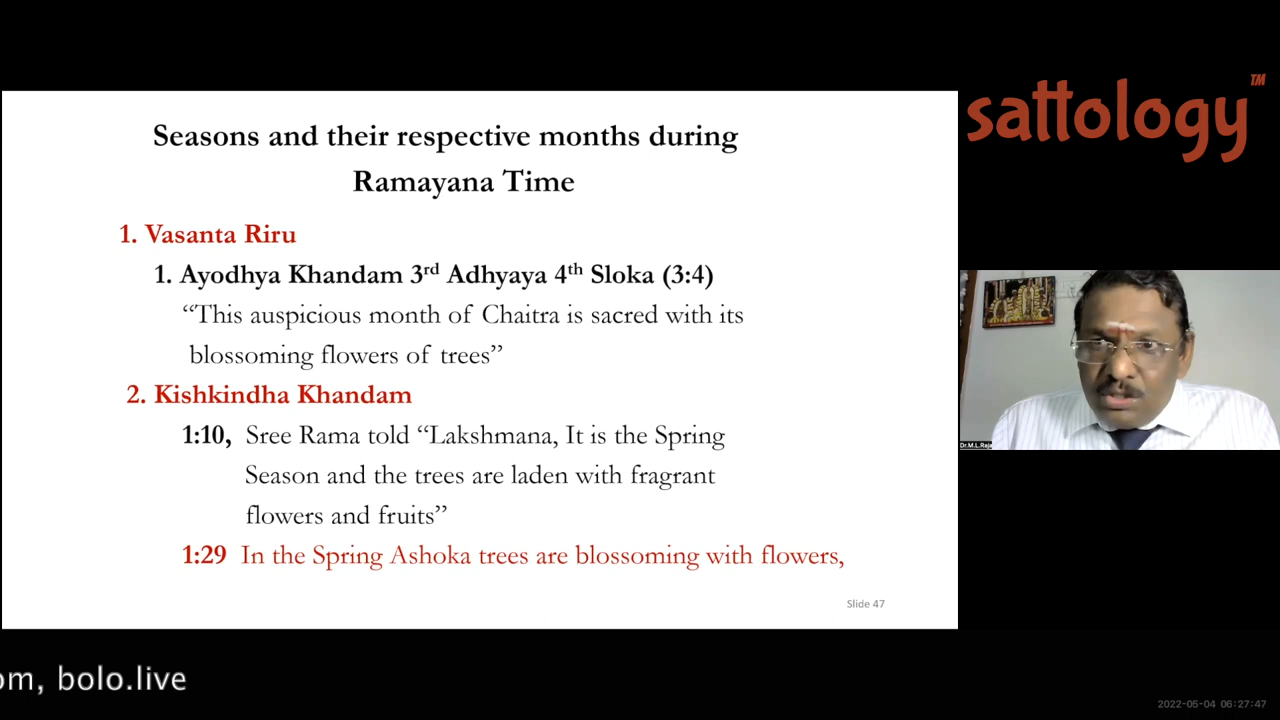 Seasons and their respective months during
Ramayana Time
1. Vasanta Riru
1. Ayodhya Khandam 3rd Adhyaya 4th Sloka (3:4)
“This auspicious month of Chaitra is sacred with its
blossoming flowers of trees”
2. Kishkindha Khandam
1:10, Sree Rama told “Lakshmana, It is the Spring
Season and the trees are laden with fragrant
flowers and fruits”
1:29 In the Spring Ashoka trees are blossoming with flowers,
Slide 47
sattology™
Dr.M.L.Raja
om, bolo.live
2022-05-04 06:27:47